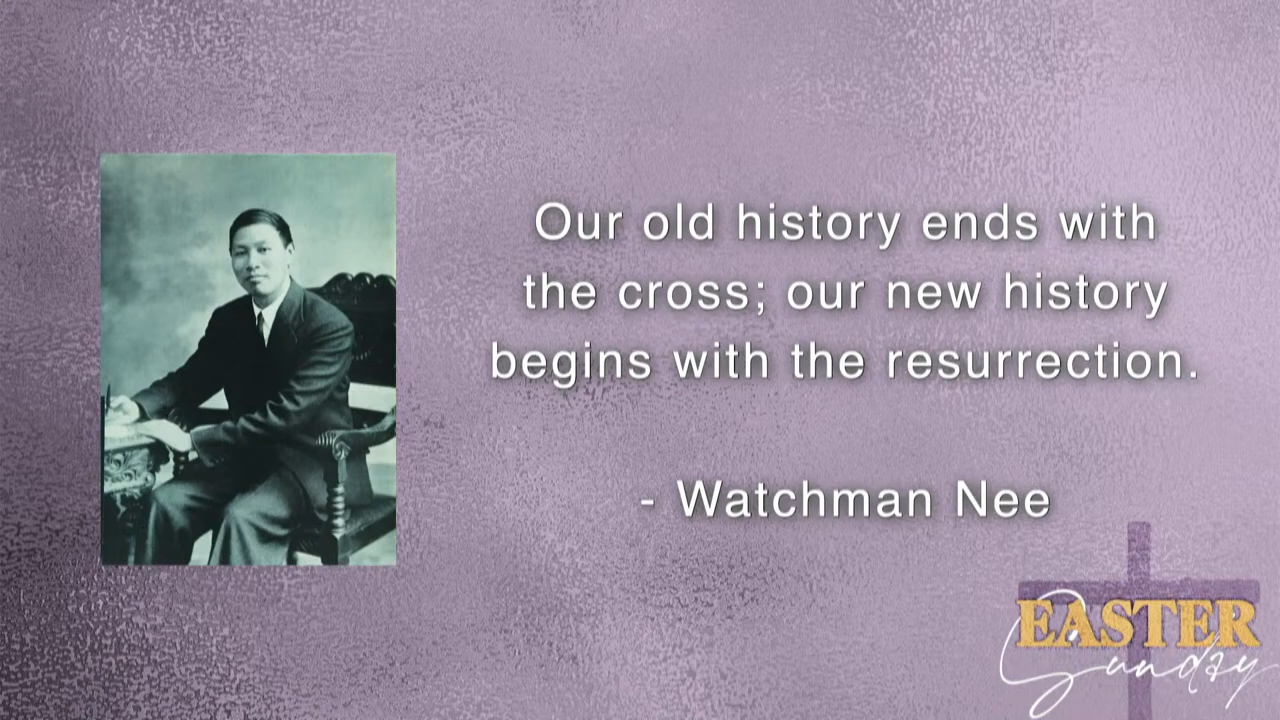 Our old history ends with
the cross; our new history
begins with the resurrection.
- Watchman Nee
EASTER
Sunday